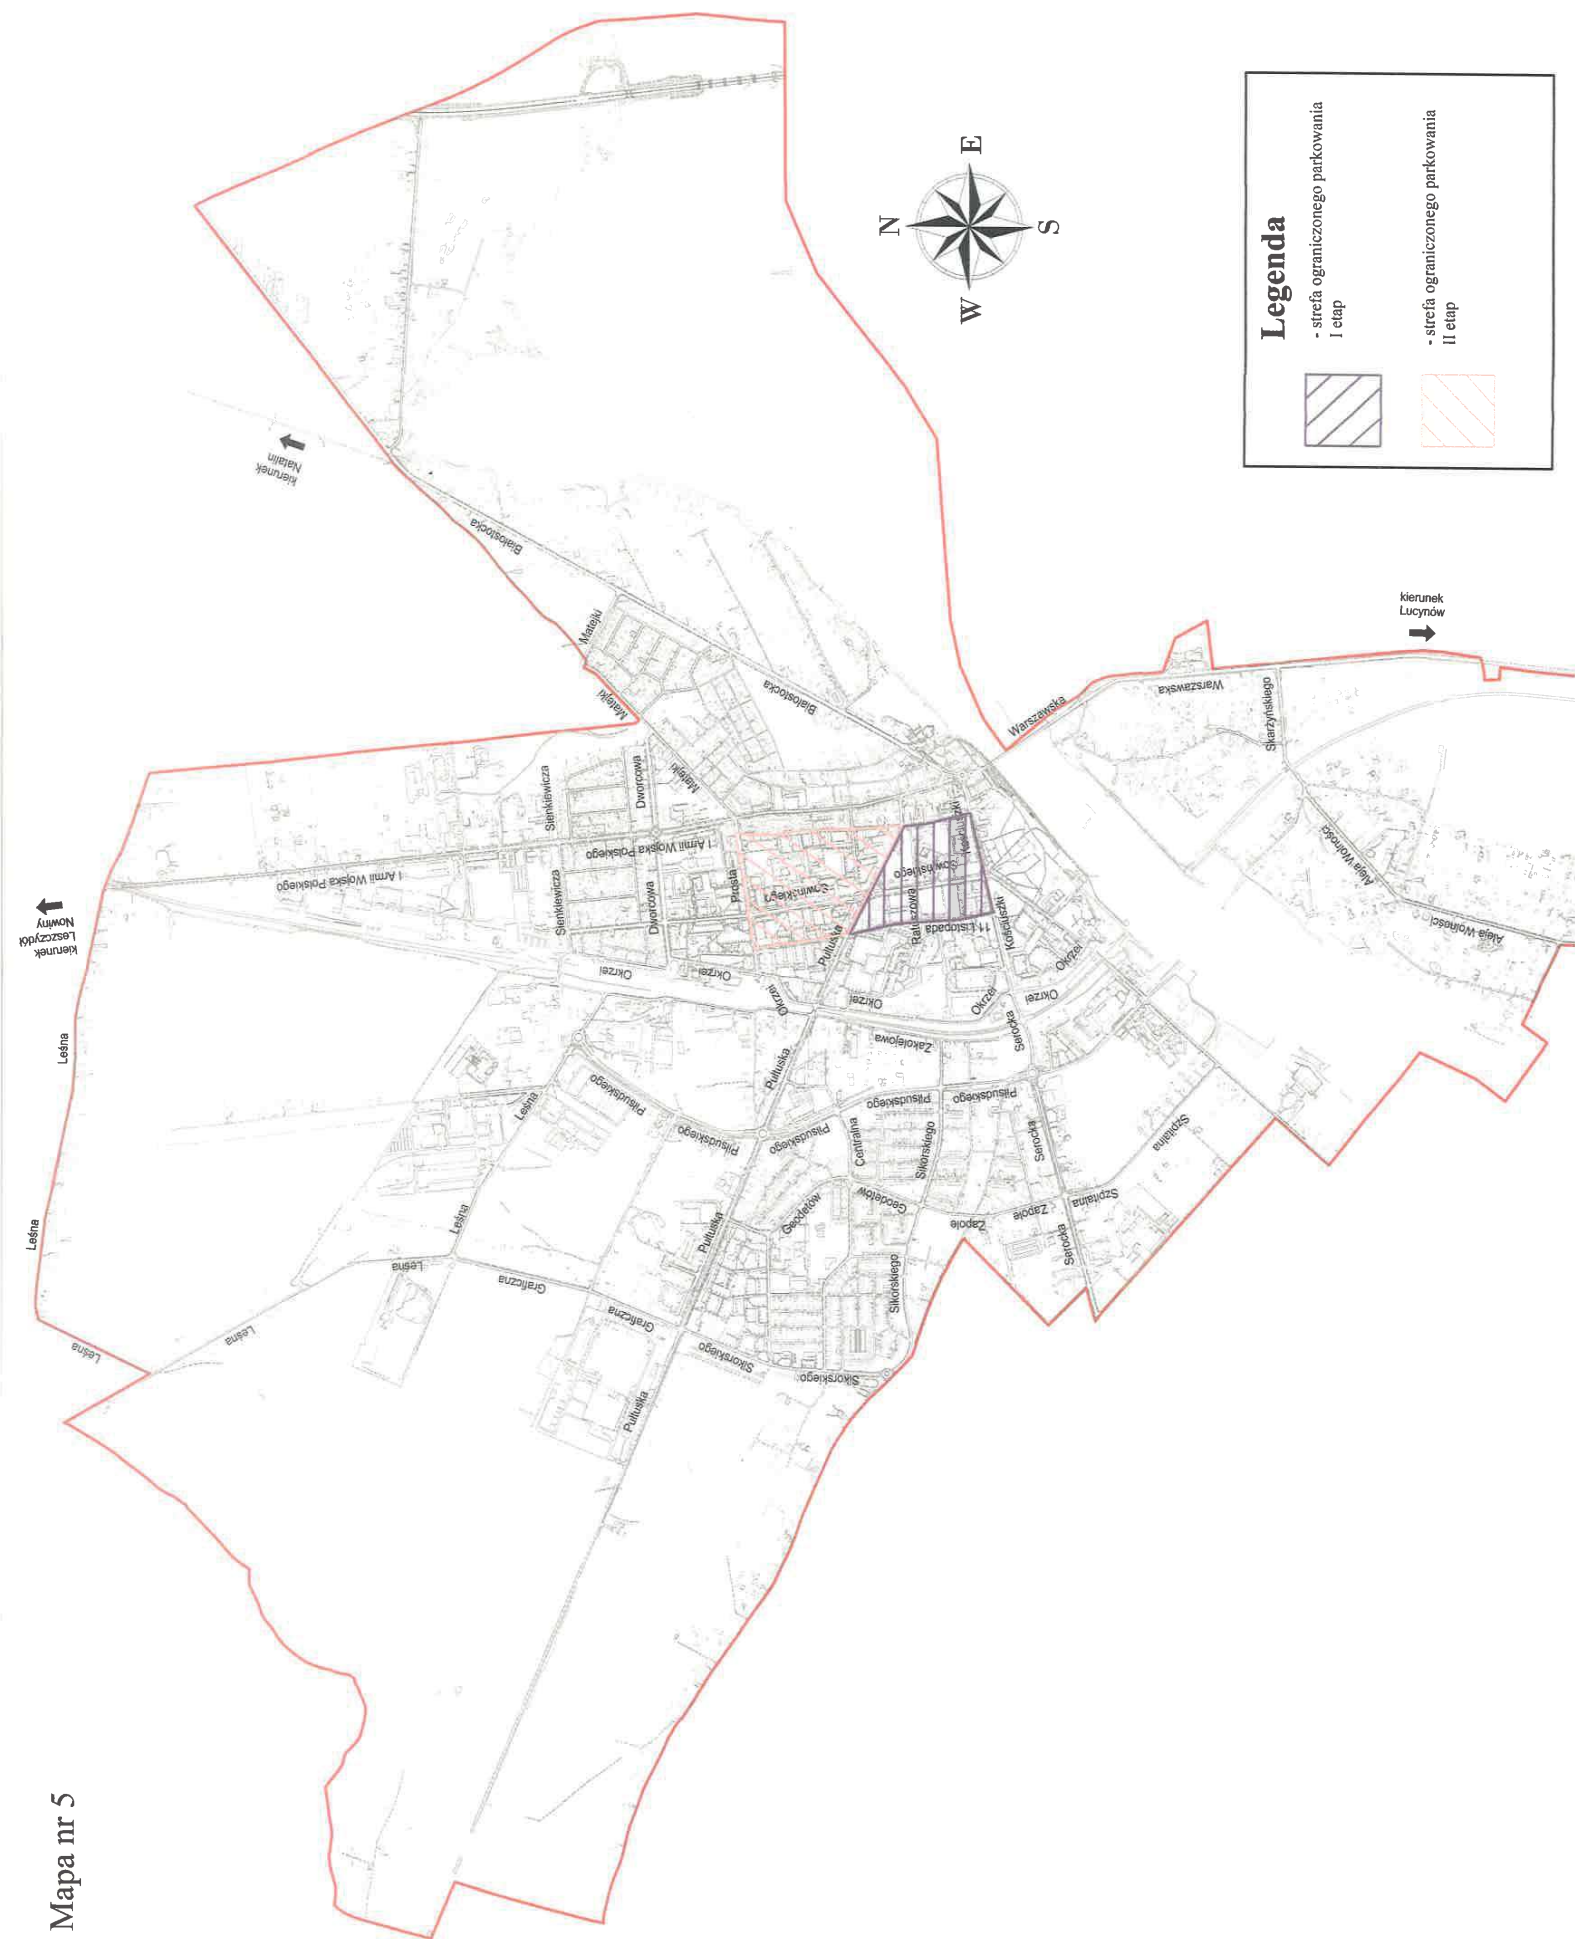 Mapa nr 5
kierunek
Leszczydół
Nowiny
Leśna
Leśna
Leśna
Leśna
Leśna
Leśna
Leśna
Graficzna
Graficzna
Pułtuska
Pułtuska
Pułtuska
Pułtuska
Sikorskiego
Sikorskiego
Sikorskiego
Sikorskiego
Geodetów
Geodetów
Centralna
Piłsudskiego
Piłsudskiego
Piłsudskiego
Piłsudskiego
Piłsudskiego
Zapole
Zapole
Serocka
Serocka
Serocka
Szpitalna
Szpitalna
Zakolejowa
Okrzei
Okrzei
Okrzei
Okrzei
Okrzei
Okrzei
Okrzei
I Armii Wojska Polskiego
I Armii Wojska Polskiego
Sienkiewicza
Sienkiewicza
Dworcowa
Dworcowa
Prosta
Sowińskiego
Sowińskiego
Ratuszowa
11 Listopada
Kościuszki
Kościuszki
Matejki
Matejki
Matejki
Białostocka
Białostocka
kierunek
Natalin
Warszawska
Warszawska
Skarżyńskiego
Aleja Wolności
Aleja Wolności
kierunek
Lucynów
N
E
S
W
Legenda
- strefa ograniczonego parkowania
I etap
- strefa ograniczonego parkowania
II etap